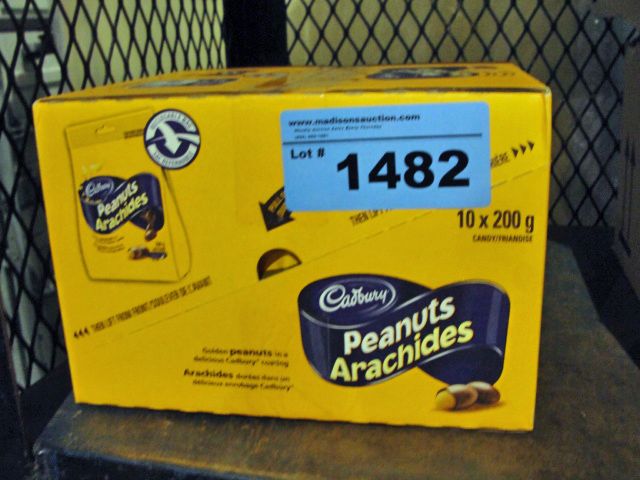 www.madisonsauction.com
Lot #
1482
Cadbury
Peanuts
Arachides
10 x 200 g
CANDY/FRIANDISE
Cadbury
Peanuts
Arachides
Golden peanuts in a
delicious Cadbury coating
Arachides dorées dans un
délicieux enrobage Cadbury